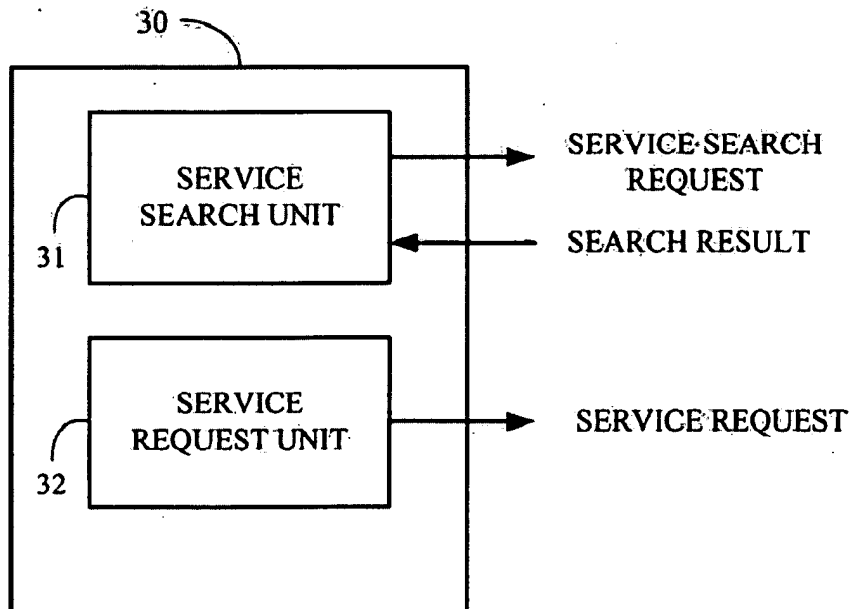 30
SERVICE
SEARCH UNIT
31
SERVICE SEARCH
REQUEST
SEARCH RESULT
SERVICE
REQUEST UNIT
32
SERVICE REQUEST